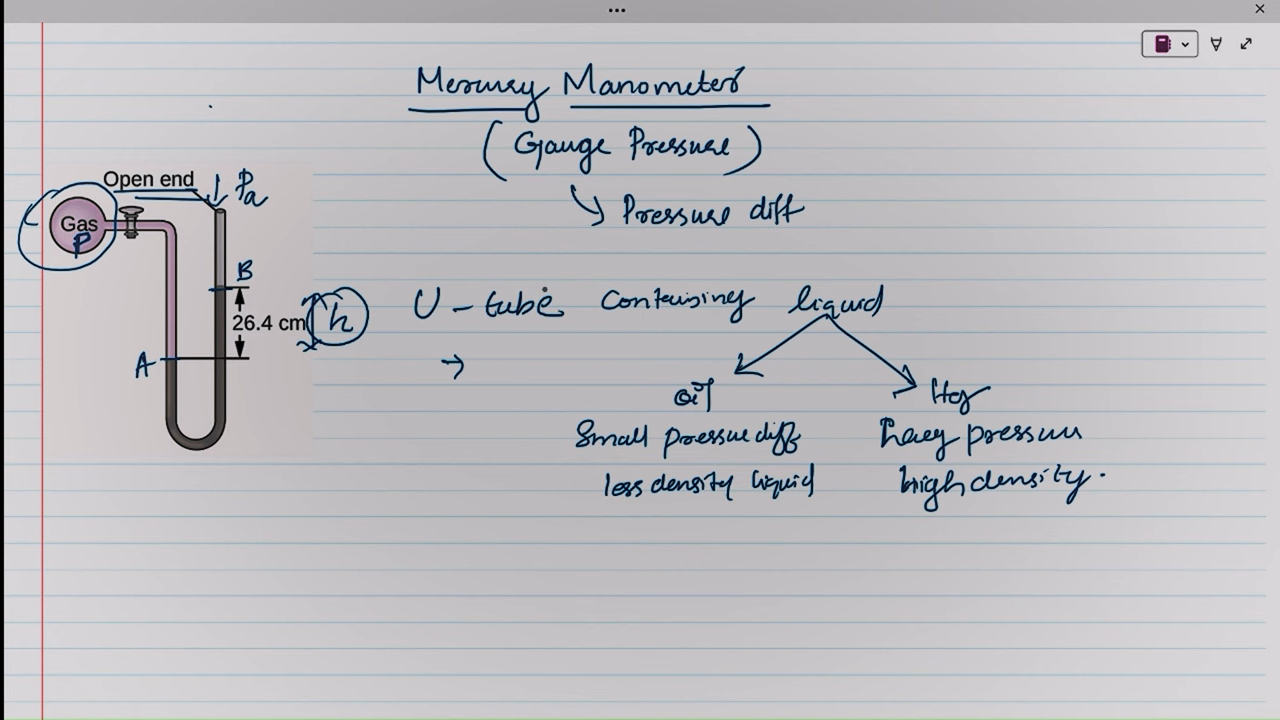 Mercury Manometer
(Gauge Pressure)
Pressure diff
Open end
Pa
Gas
P
B
26.4 cm
h
A
U - tube containing liquid
oil
Hg
Small pressure diff
less density liquid
pressure
high density.